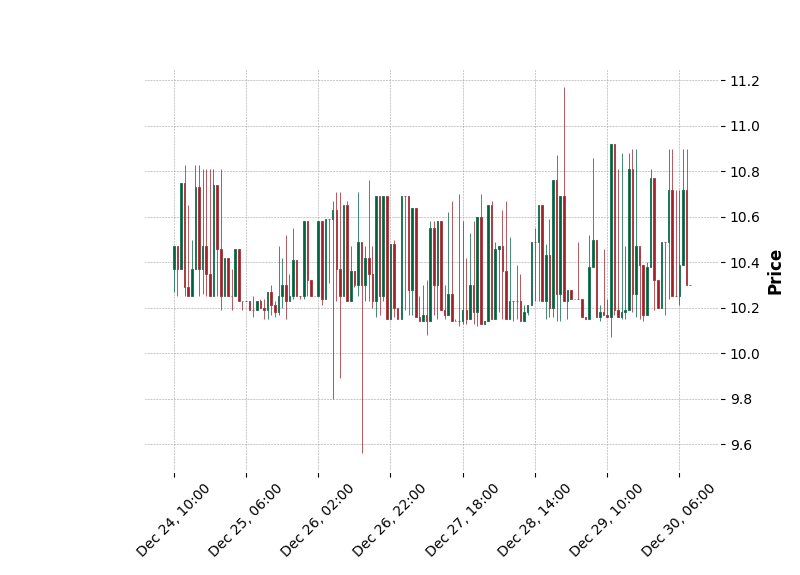 11.2
11.0
10.8
10.6
10.4
10.2
10.0
9.8
9.6
Price
Dec 24, 10:00
Dec 25, 06:00
Dec 26, 02:00
Dec 26, 22:00
Dec 27, 18:00
Dec 28, 14:00
Dec 29, 10:00
Dec 30, 06:00